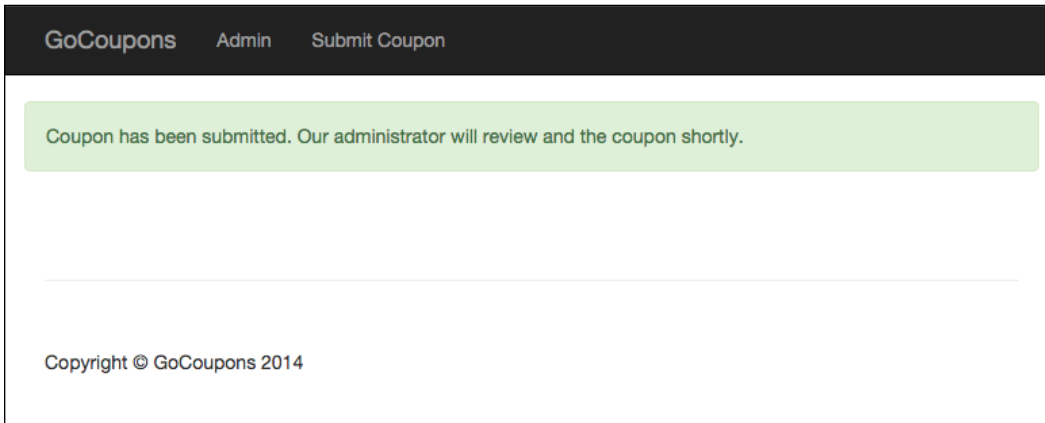 GoCoupons Admin Submit Coupon
Coupon has been submitted. Our administrator will review and the coupon shortly.
Copyright © GoCoupons 2014